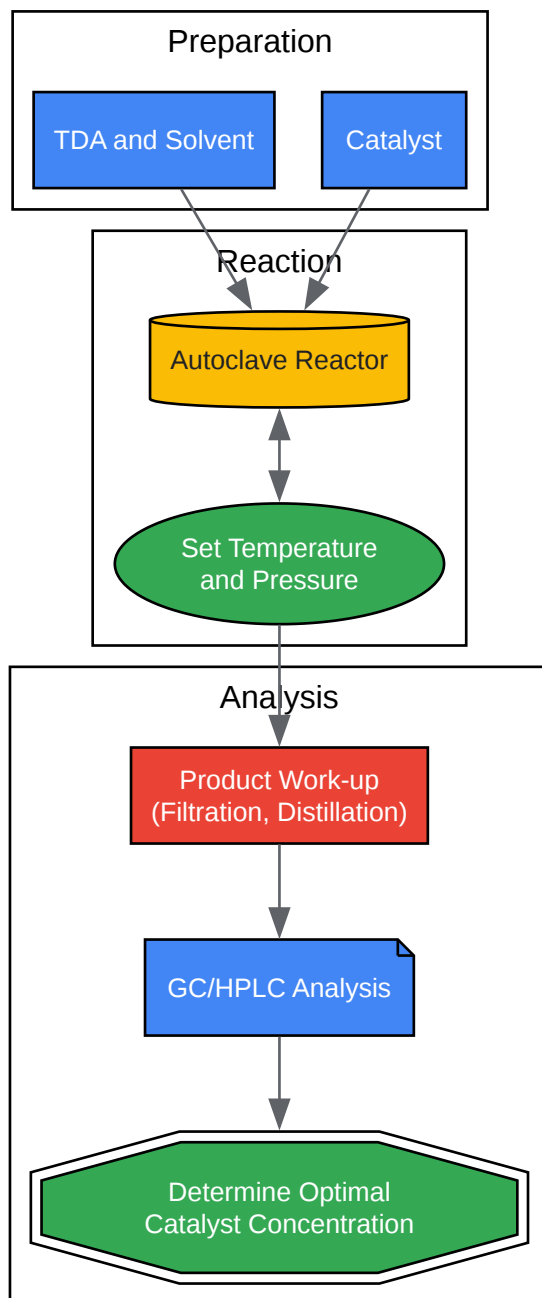 Preparation
TDA and Solvent
Catalyst
Reaction
Autoclave Reactor
Set Temperature
and Pressure
Analysis
Product Work-up
(Filtration, Distillation)
GC/HPLC Analysis
Determine Optimal
Catalyst Concentration